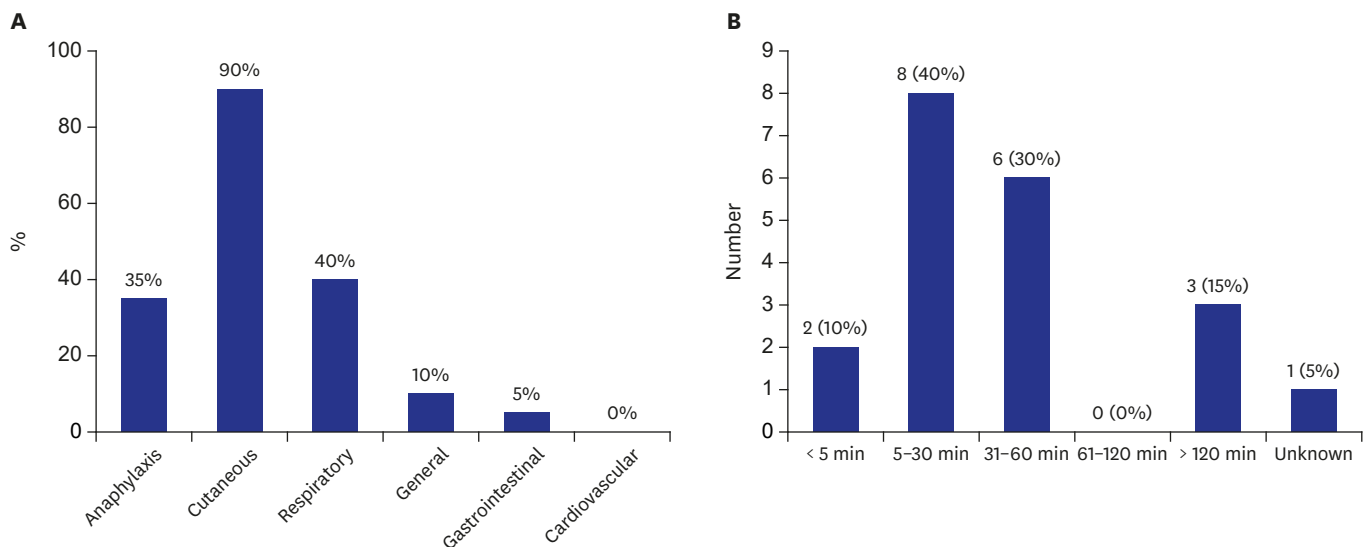 A
100
80
60
40
20
0
%
35%
90%
40%
10%
5%
0%
Anaphylaxis
Cutaneous
Respiratory
General
Gastrointestinal
Cardiovascular
B
9
8
7
6
5
4
3
2
1
0
Number
2 (10%)
8 (40%)
6 (30%)
0 (0%)
3 (15%)
1 (5%)
< 5 min
5–30 min
31–60 min
61–120 min
> 120 min
Unknown